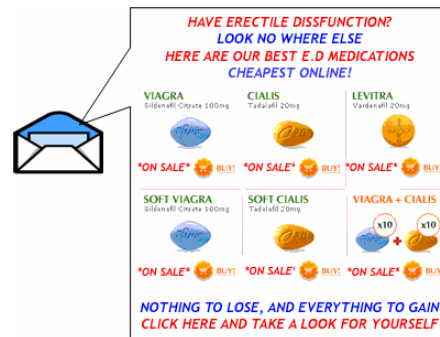 HAVE ERECTILE DISSFUNCTION?
LOOK NO WHERE ELSE
HERE ARE OUR BEST E.D MEDICATIONS
CHEAPEST ONLINE!
VIAGRA CIALIS LEVITRA
Sildenafil Citrate 100mg Tadalafil 20mg Vardenafil 20mg
*ON SALE* BUY! *ON SALE* BUY! *ON SALE* BUY!
SOFT VIAGRA SOFT CIALIS VIAGRA + CIALIS
Sildenafil Citrate 100mg Tadalafil 20mg
x10 + x10
*ON SALE* BUY! *ON SALE* BUY! *ON SALE* BUY!
NOTHING TO LOSE, AND EVERYTHING TO GAIN
CLICK HERE AND TAKE A LOOK FOR YOURSELF